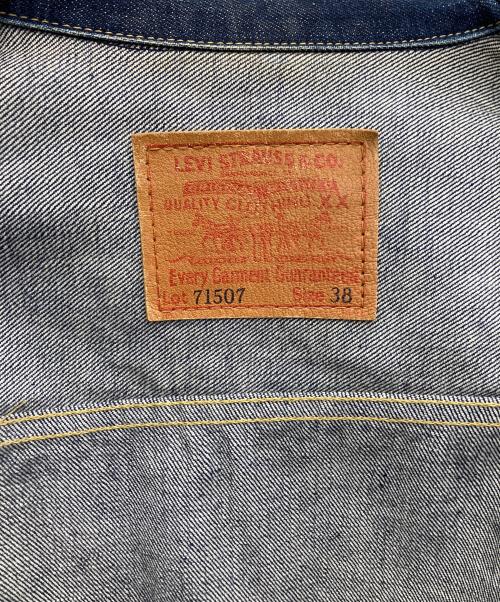 LEVI STRAUSS & CO.
QUALITY CLOTHING XX
Every Garment Guaranteed
Lot 71507 Size 38